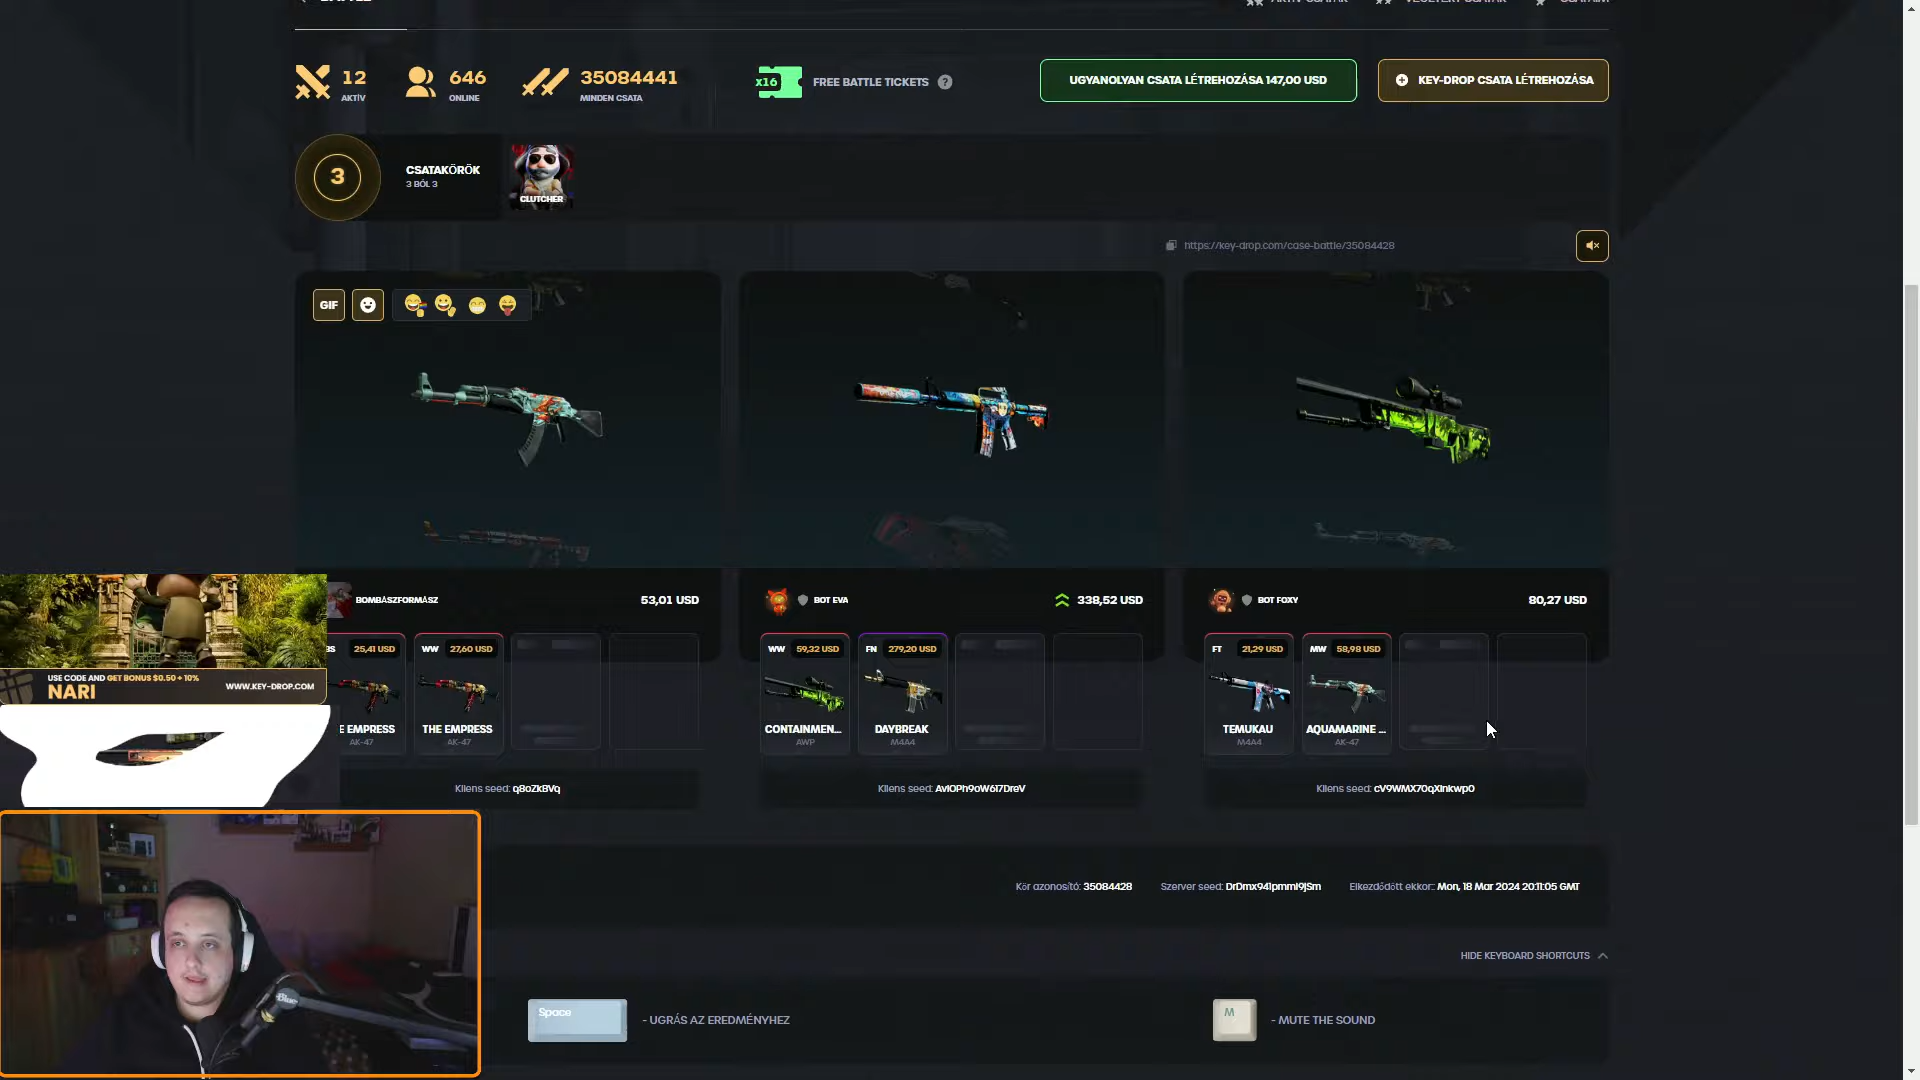 12
AKTÍV
646
ONLINE
35084441
MINDEN CSATA
x16
FREE BATTLE TICKETS ?
UGYANOLYAN CSATA LÉTREHOZÁSA 147,00 USD
KEY-DROP CSATA LÉTREHOZÁSA
3
CSATAKÖRÖK
3 BÓL 3
CLUTCHER
https://key-drop.com/case-battle/35084428
GIF
BOMBÁSZFORMÁSZ
53,01 USD
BOT EVA
338,52 USD
BOT FOXY
80,27 USD
25,41 USD
WW 27,60 USD
WW 59,32 USD
FN 279,20 USD
FT 21,29 USD
MW 58,98 USD
E EMPRESS
AK-47
THE EMPRESS
AK-47
CONTAINMEN...
AWP
DAYBREAK
M4A4
TEMUKAU
M4A4
AQUAMARINE ...
AK-47
USE CODE AND GET BONUS $0.50 + 10%
NARI
WWW.KEY-DROP.COM
Kliens seed: q8oZkBVq
Kliens seed: AvIOPh9oW617DreV
Kliens seed: cV9WMX70qXinkwp0
Kör azonosító: 35084428
Szerver seed: DrDmx941pmmI9jSm
Elkezdődött ekkor: Mon, 18 Mar 2024 20:11:05 GMT
HIDE KEYBOARD SHORTCUTS
Space
- UGRÁS AZ EREDMÉNYHEZ
M
- MUTE THE SOUND
Blue